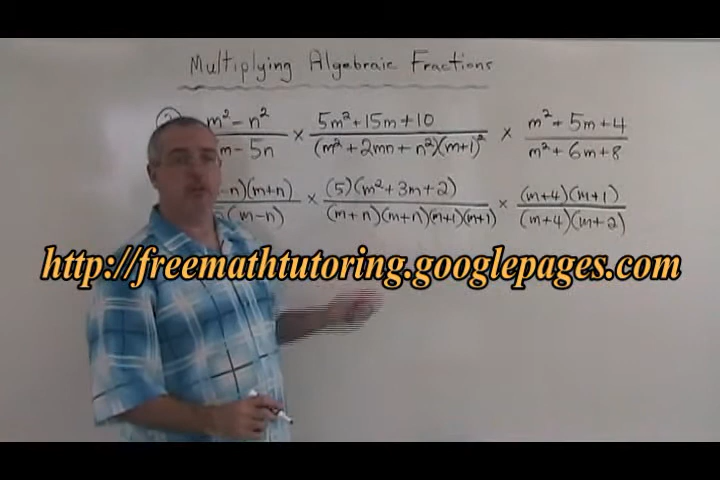 Multiplying Algebraic Fractions
m² - n² × 5m² + 15m + 10 × m² + 5m + 4
m - 5n (m² + 2mn + n²)(m+1)² m² + 6m + 8
n)(m+n) × (5)(m² + 3m + 2) × (m+4)(m+1)
(m-n) (m+n)(m+n)(m+1)(m+1) (m+4)(m+2)
http://freemathtutoring.googlepages.com